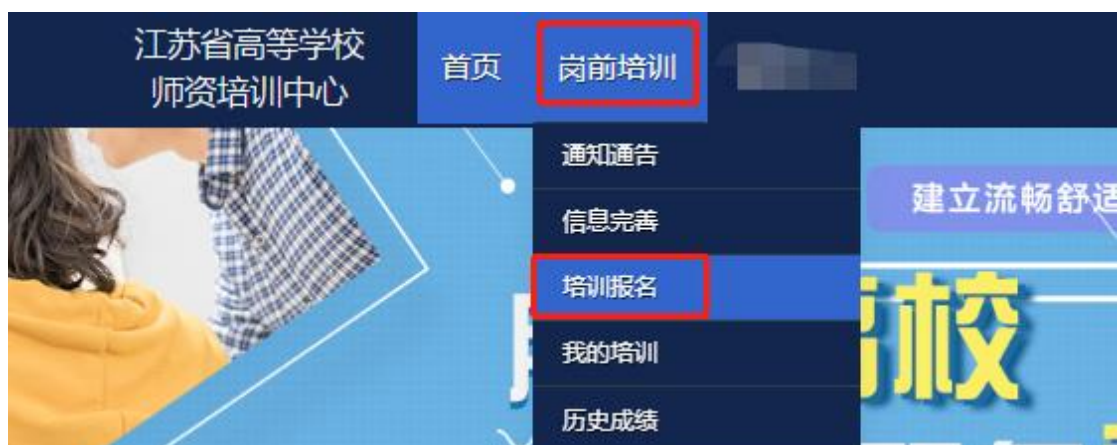 江苏省高等学校
师资培训中心
首页
岗前培训
通知通告
信息完善
培训报名
我的培训
历史成绩
建立流畅舒适
高校